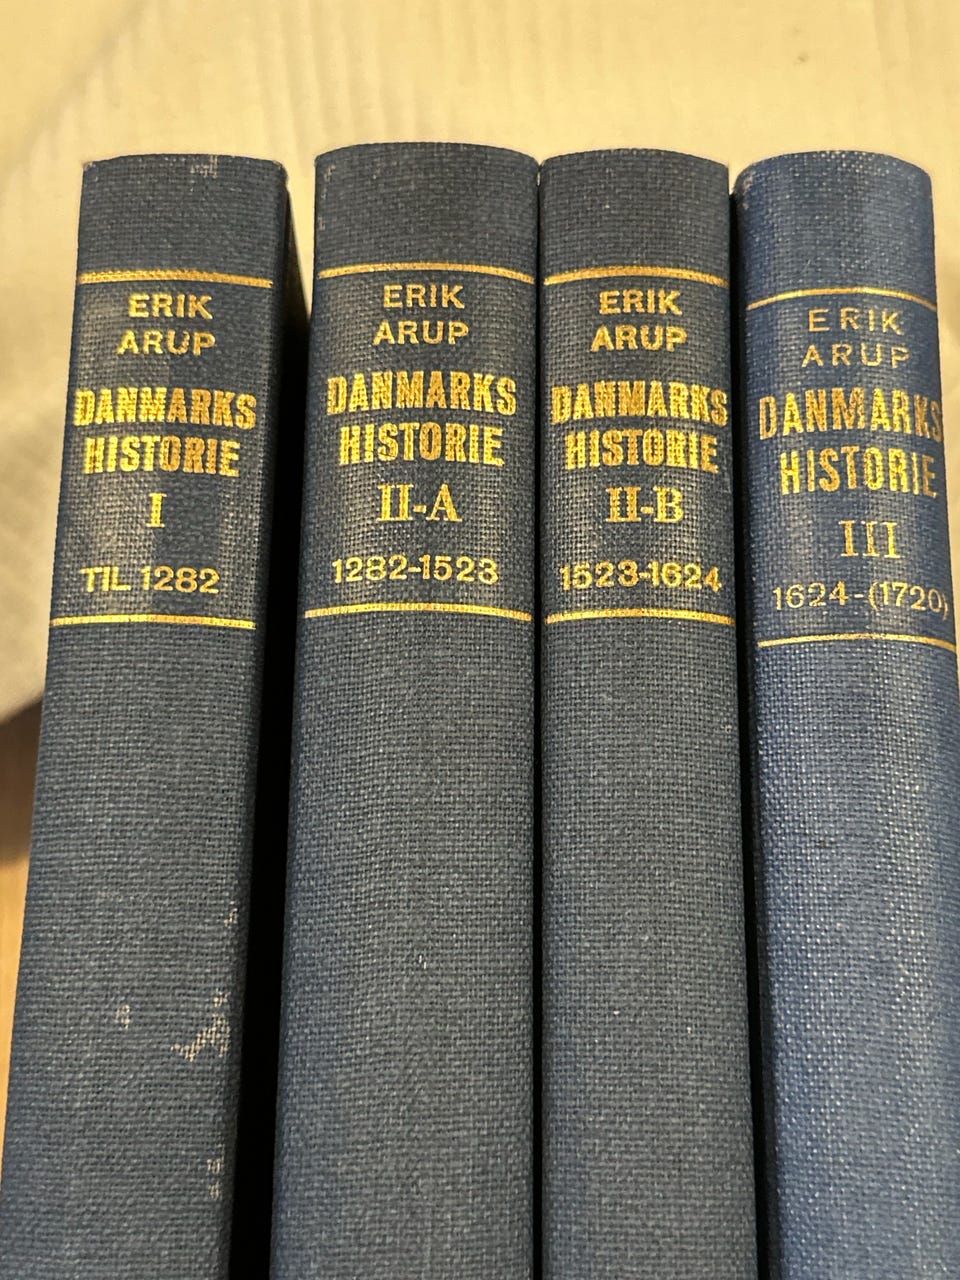 ERIK
ARUP
DANMARKS
HISTORIE
I
TIL 1282
ERIK
ARUP
DANMARKS
HISTORIE
II-A
1282-1523
ERIK
ARUP
DANMARKS
HISTORIE
II-B
1523-1624
ERIK
ARUP
DANMARKS
HISTORIE
III
1624-(1720)